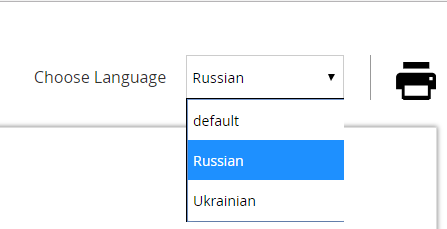 Choose Language Russian
default
Russian
Ukrainian